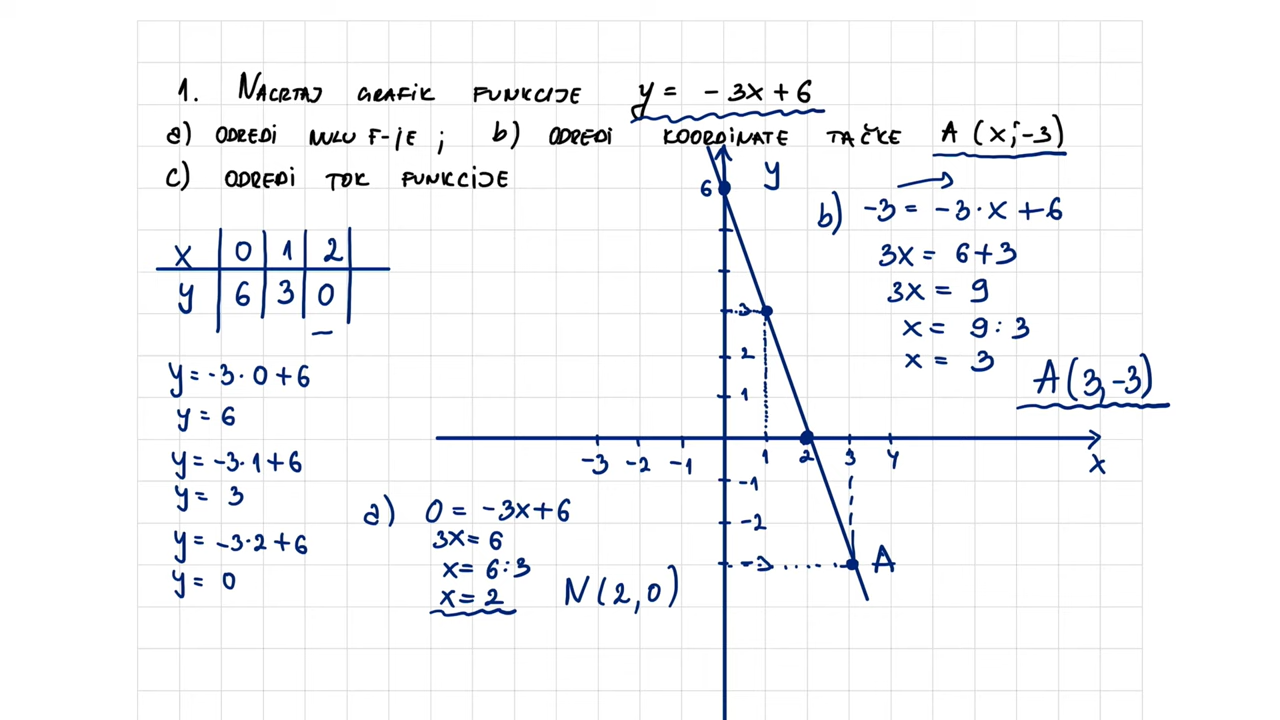 1. NACRTAJ GRAFIK FUNKCIJE y = -3x+6
a) ODREDI NULU F-JE ; b) ODREDI KOORDINATE TAČKE A (x;-3)
c) ODREDI TOK FUNKCIJE
x 0 1 2
y 6 3 0
y=-3·0+6
y=6
y=-3·1+6
y= 3
y=-3·2+6
y= 0
a) 0 = -3x+6
3x=6
x= 6:3
x= 2
N(2,0)
y
6
3
2
1
-3 -2 -1 1 2 3 4
x
-1
-2
-3
A
b) -3 = -3·x+6
3x = 6+3
3x = 9
x = 9:3
x = 3
A(3,-3)